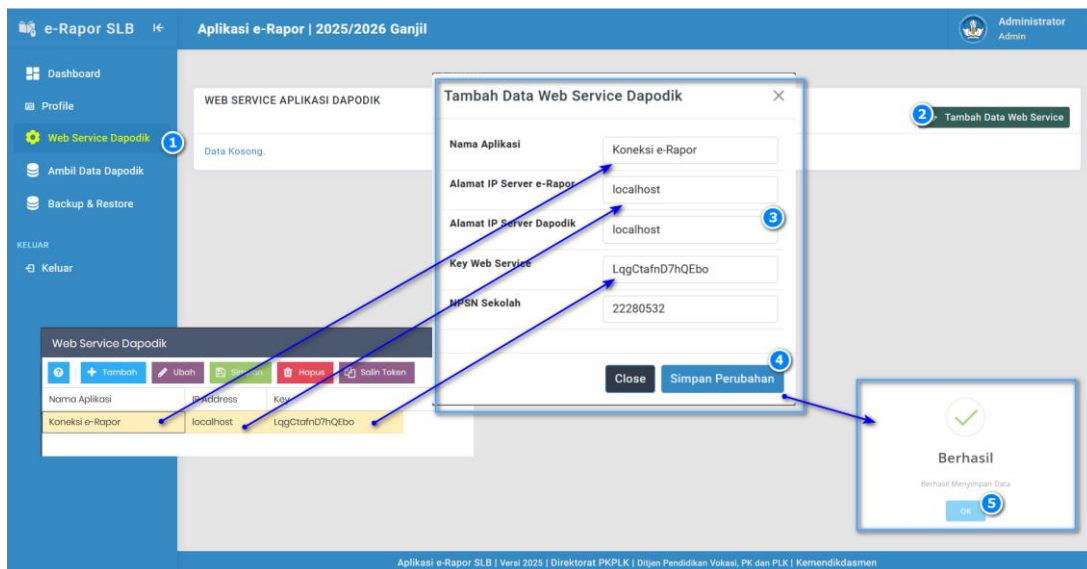 e-Rapor SLB
Aplikasi e-Rapor | 2025/2026 Ganjil
Administrator
Admin
Dashboard
Profile
Web Service Dapodik
1
Ambil Data Dapodik
Backup & Restore
KELUAR
Keluar
WEB SERVICE APLIKASI DAPODIK
2
Tambah Data Web Service
Data Kosong.
Tambah Data Web Service Dapodik
Nama Aplikasi
Koneksi e-Rapor
Alamat IP Server e-Rapor
localhost
Alamat IP Server Dapodik
localhost
3
Key Web Service
LqgCtafnD7hQEbo
NPSN Sekolah
22280532
4
Close
Simpan Perubahan
Web Service Dapodik
Tambah
Ubah
Simpan
Hapus
Salin Token
Nama Aplikasi
IP Address
Key
Koneksi e-Rapor
localhost
LqgCtafnD7hQEbo
Berhasil
Berhasil Menyimpan Data
OK
5
Aplikasi e-Rapor SLB | Versi 2025 | Direktorat PKPLK | Ditjen Pendidikan Vokasi, PK dan PLK | Kemendikdasmen